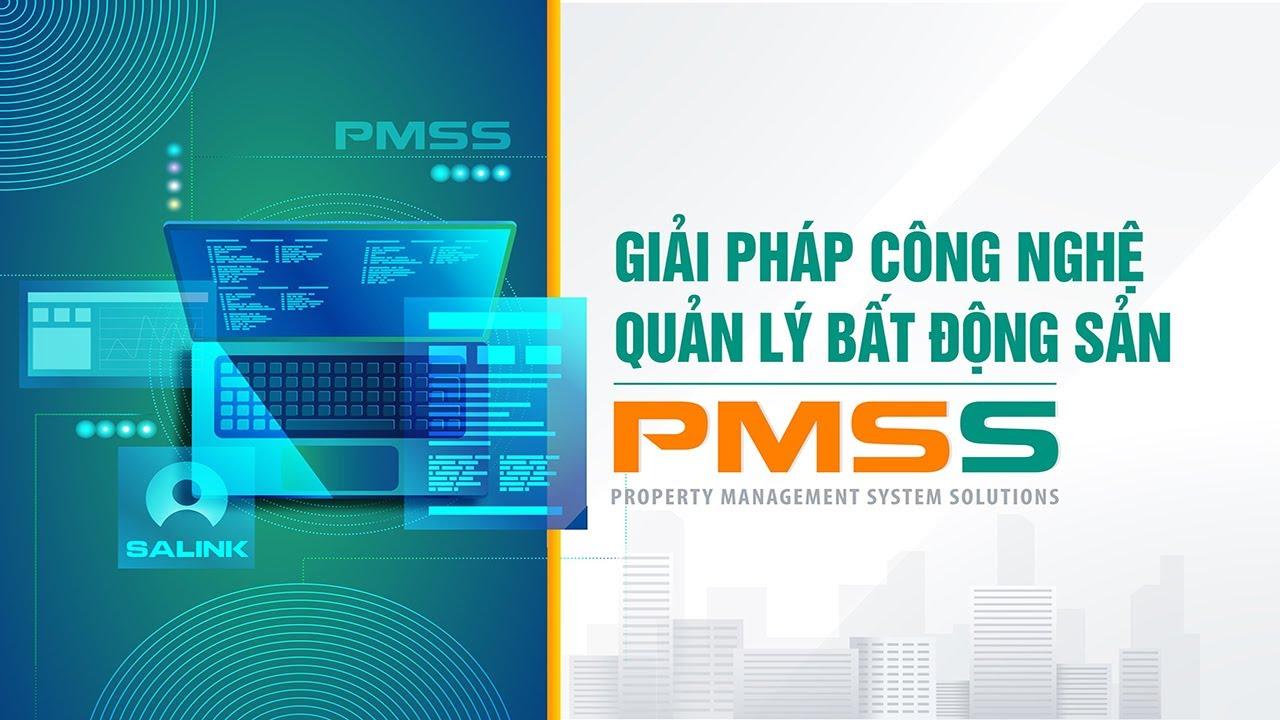 PMSS
SALINK
GIẢI PHÁP CÔNG NGHỆ
QUẢN LÝ BẤT ĐỘNG SẢN
PMSS
PROPERTY MANAGEMENT SYSTEM SOLUTIONS